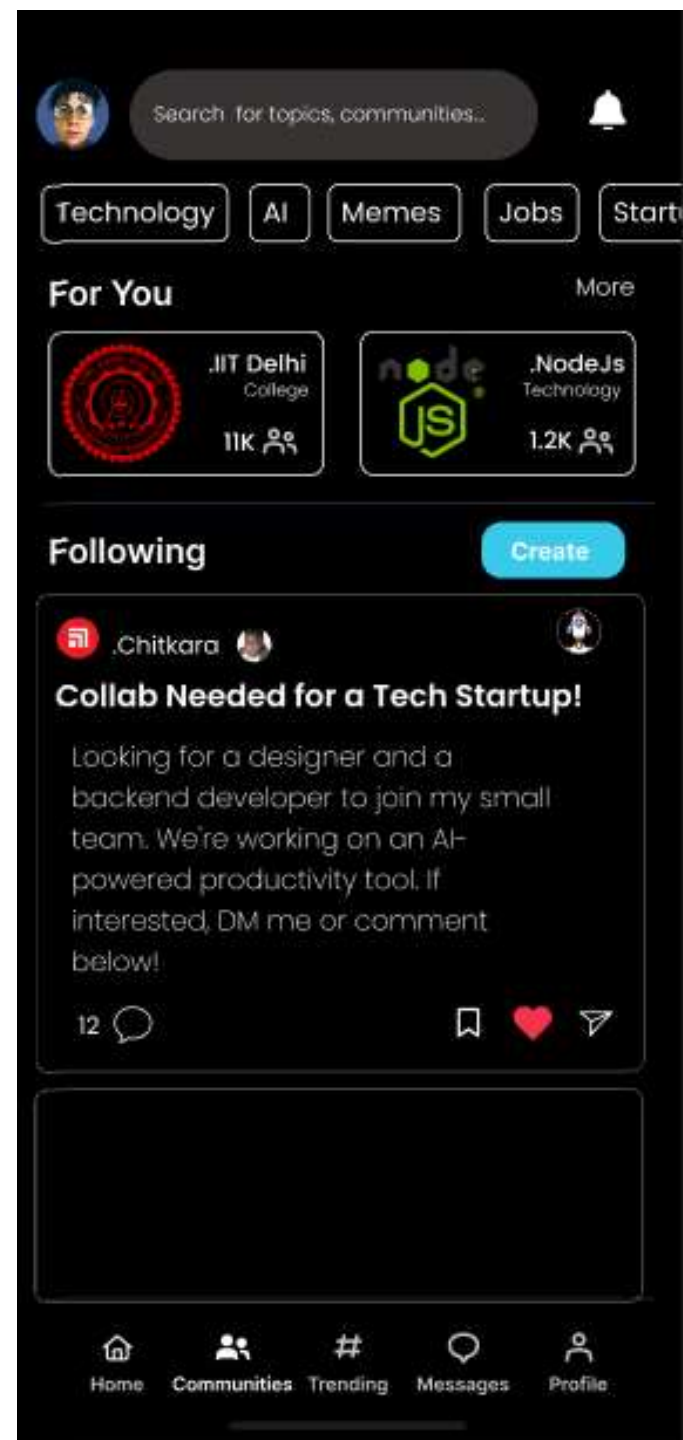 Search for topics, communities..
Technology
AI
Memes
Jobs
Start
For You
More
.IIT Delhi
College
11K
node
JS
.NodeJs
Technology
1.2K
Following
Create
.Chitkara
Collab Needed for a Tech Startup!
Looking for a designer and a
backend developer to join my small
team. We're working on an AI-
powered productivity tool. If
interested, DM me or comment
below!
12
Home
Communities
Trending
Messages
Profile